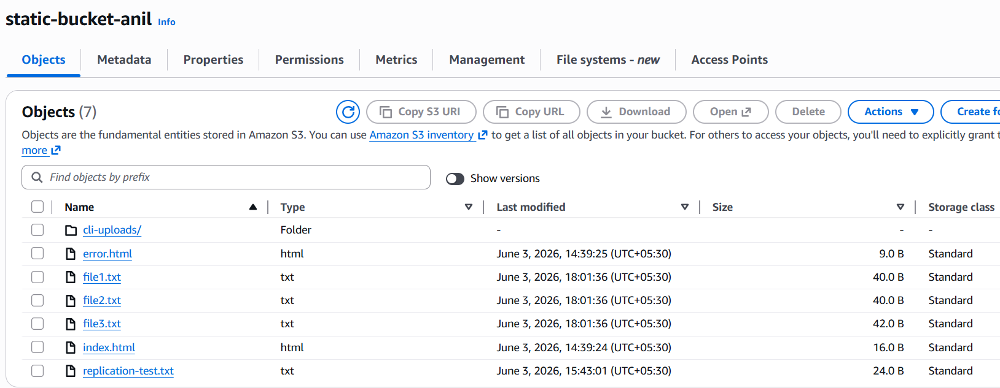 static-bucket-anil Info
Objects Metadata Properties Permissions Metrics Management File systems - new Access Points
Objects (7) Copy S3 URI Copy URL Download Open Delete Actions Create
Objects are the fundamental entities stored in Amazon S3. You can use Amazon S3 inventory to get a list of all objects in your bucket. For others to access your objects, you'll need to explicitly grant
more
Find objects by prefix Show versions
Name Type Last modified Size Storage class
cli-uploads/ Folder - - -
error.html html June 3, 2026, 14:39:25 (UTC+05:30) 9.0 B Standard
file1.txt txt June 3, 2026, 18:01:36 (UTC+05:30) 40.0 B Standard
file2.txt txt June 3, 2026, 18:01:36 (UTC+05:30) 40.0 B Standard
file3.txt txt June 3, 2026, 18:01:36 (UTC+05:30) 42.0 B Standard
index.html html June 3, 2026, 14:39:24 (UTC+05:30) 16.0 B Standard
replication-test.txt txt June 3, 2026, 15:43:01 (UTC+05:30) 24.0 B Standard